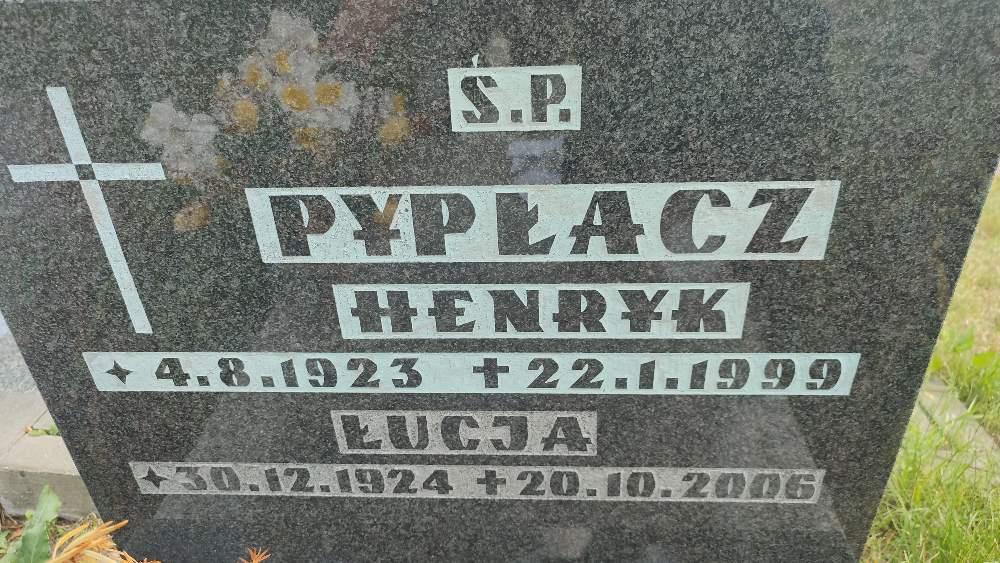 Ś.P.
PYPŁACZ
HENRYK
✦ 4.8.1923 ✝ 22.1.1999
ŁUCJA
✦ 30.12.1924 ✝ 20.10.2006